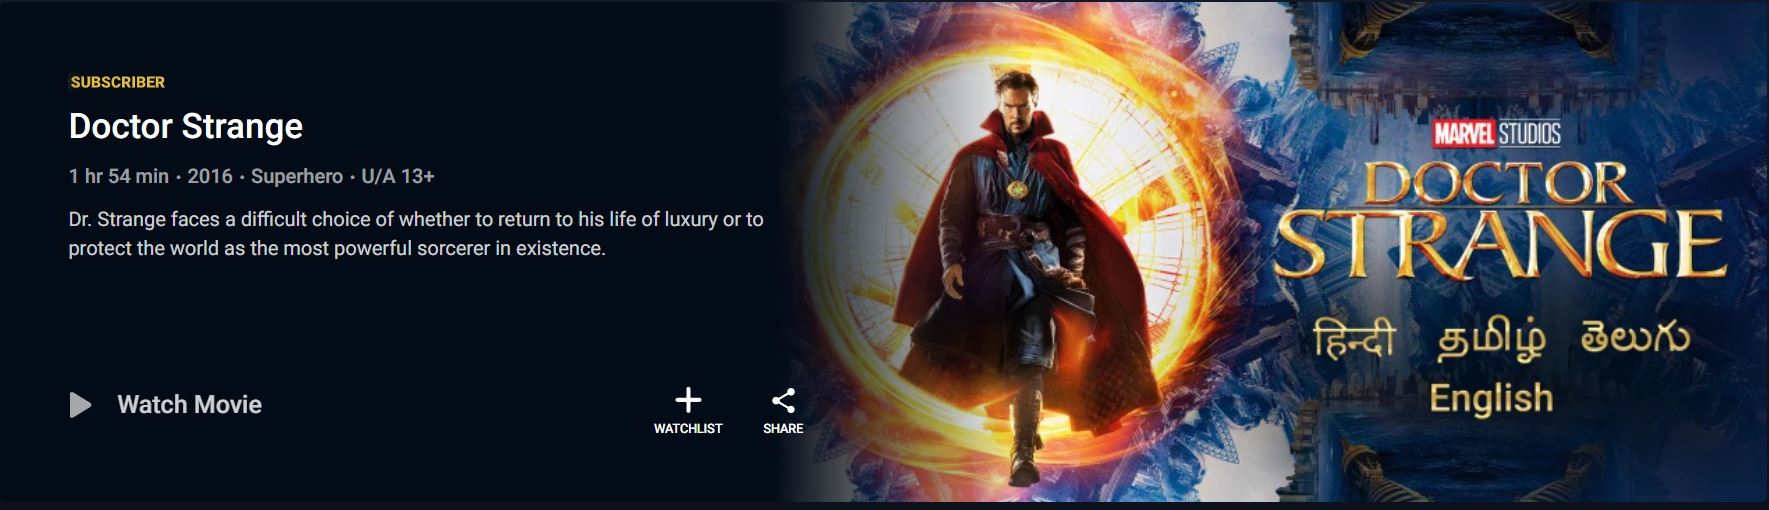 SUBSCRIBER
Doctor Strange
1 hr 54 min • 2016 • Superhero • U/A 13+
Dr. Strange faces a difficult choice of whether to return to his life of luxury or to
protect the world as the most powerful sorcerer in existence.
Watch Movie
WATCHLIST
SHARE
MARVEL STUDIOS
DOCTOR
STRANGE
हिन्दी தமிழ் తెలుగు
English